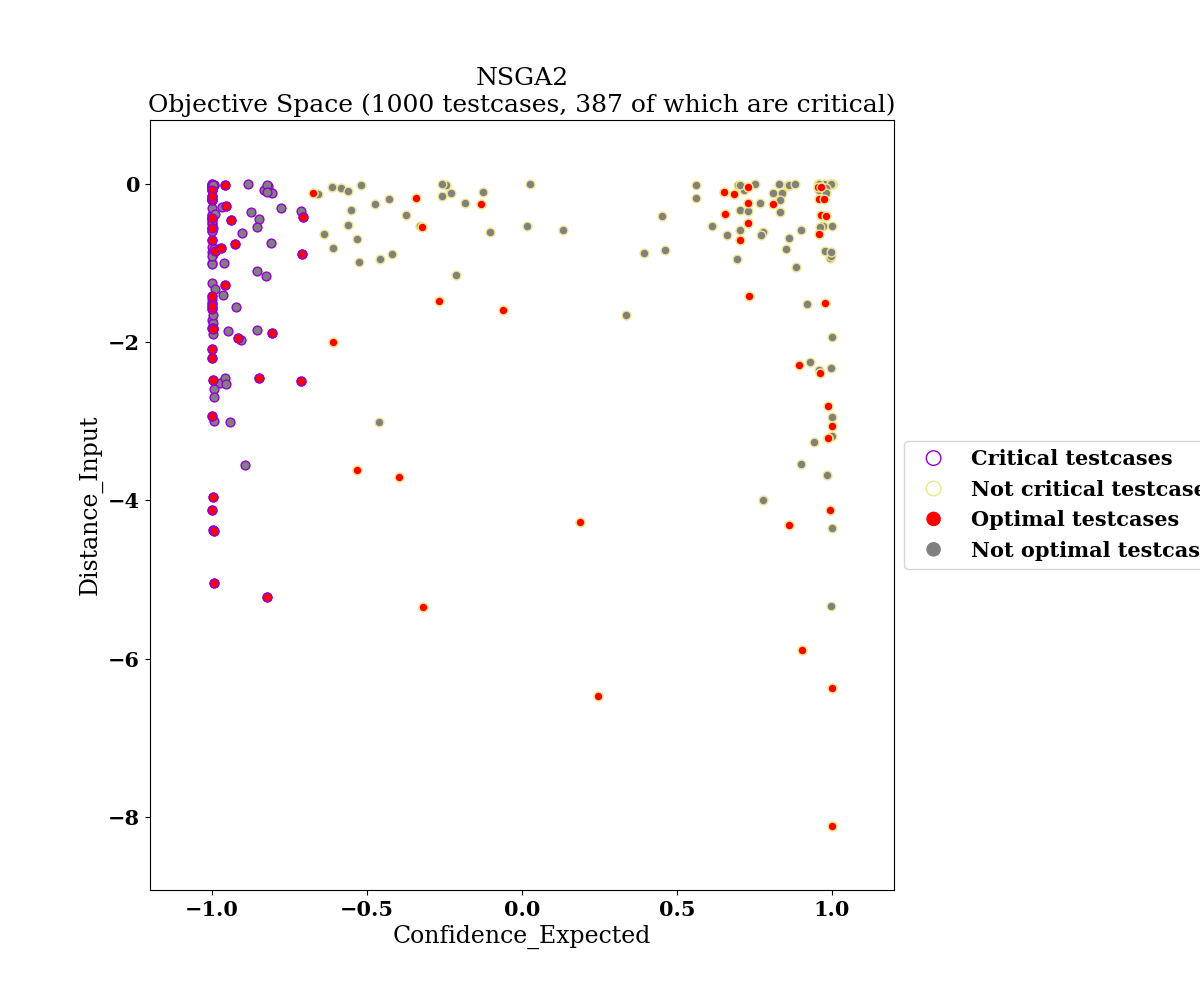 NSGA2
Objective Space (1000 testcases, 387 of which are critical)
0
−2
−4
−6
−8
Distance_Input
−1.0 −0.5 0.0 0.5 1.0
Confidence_Expected
Critical testcases
Not critical testcase
Optimal testcases
Not optimal testcas